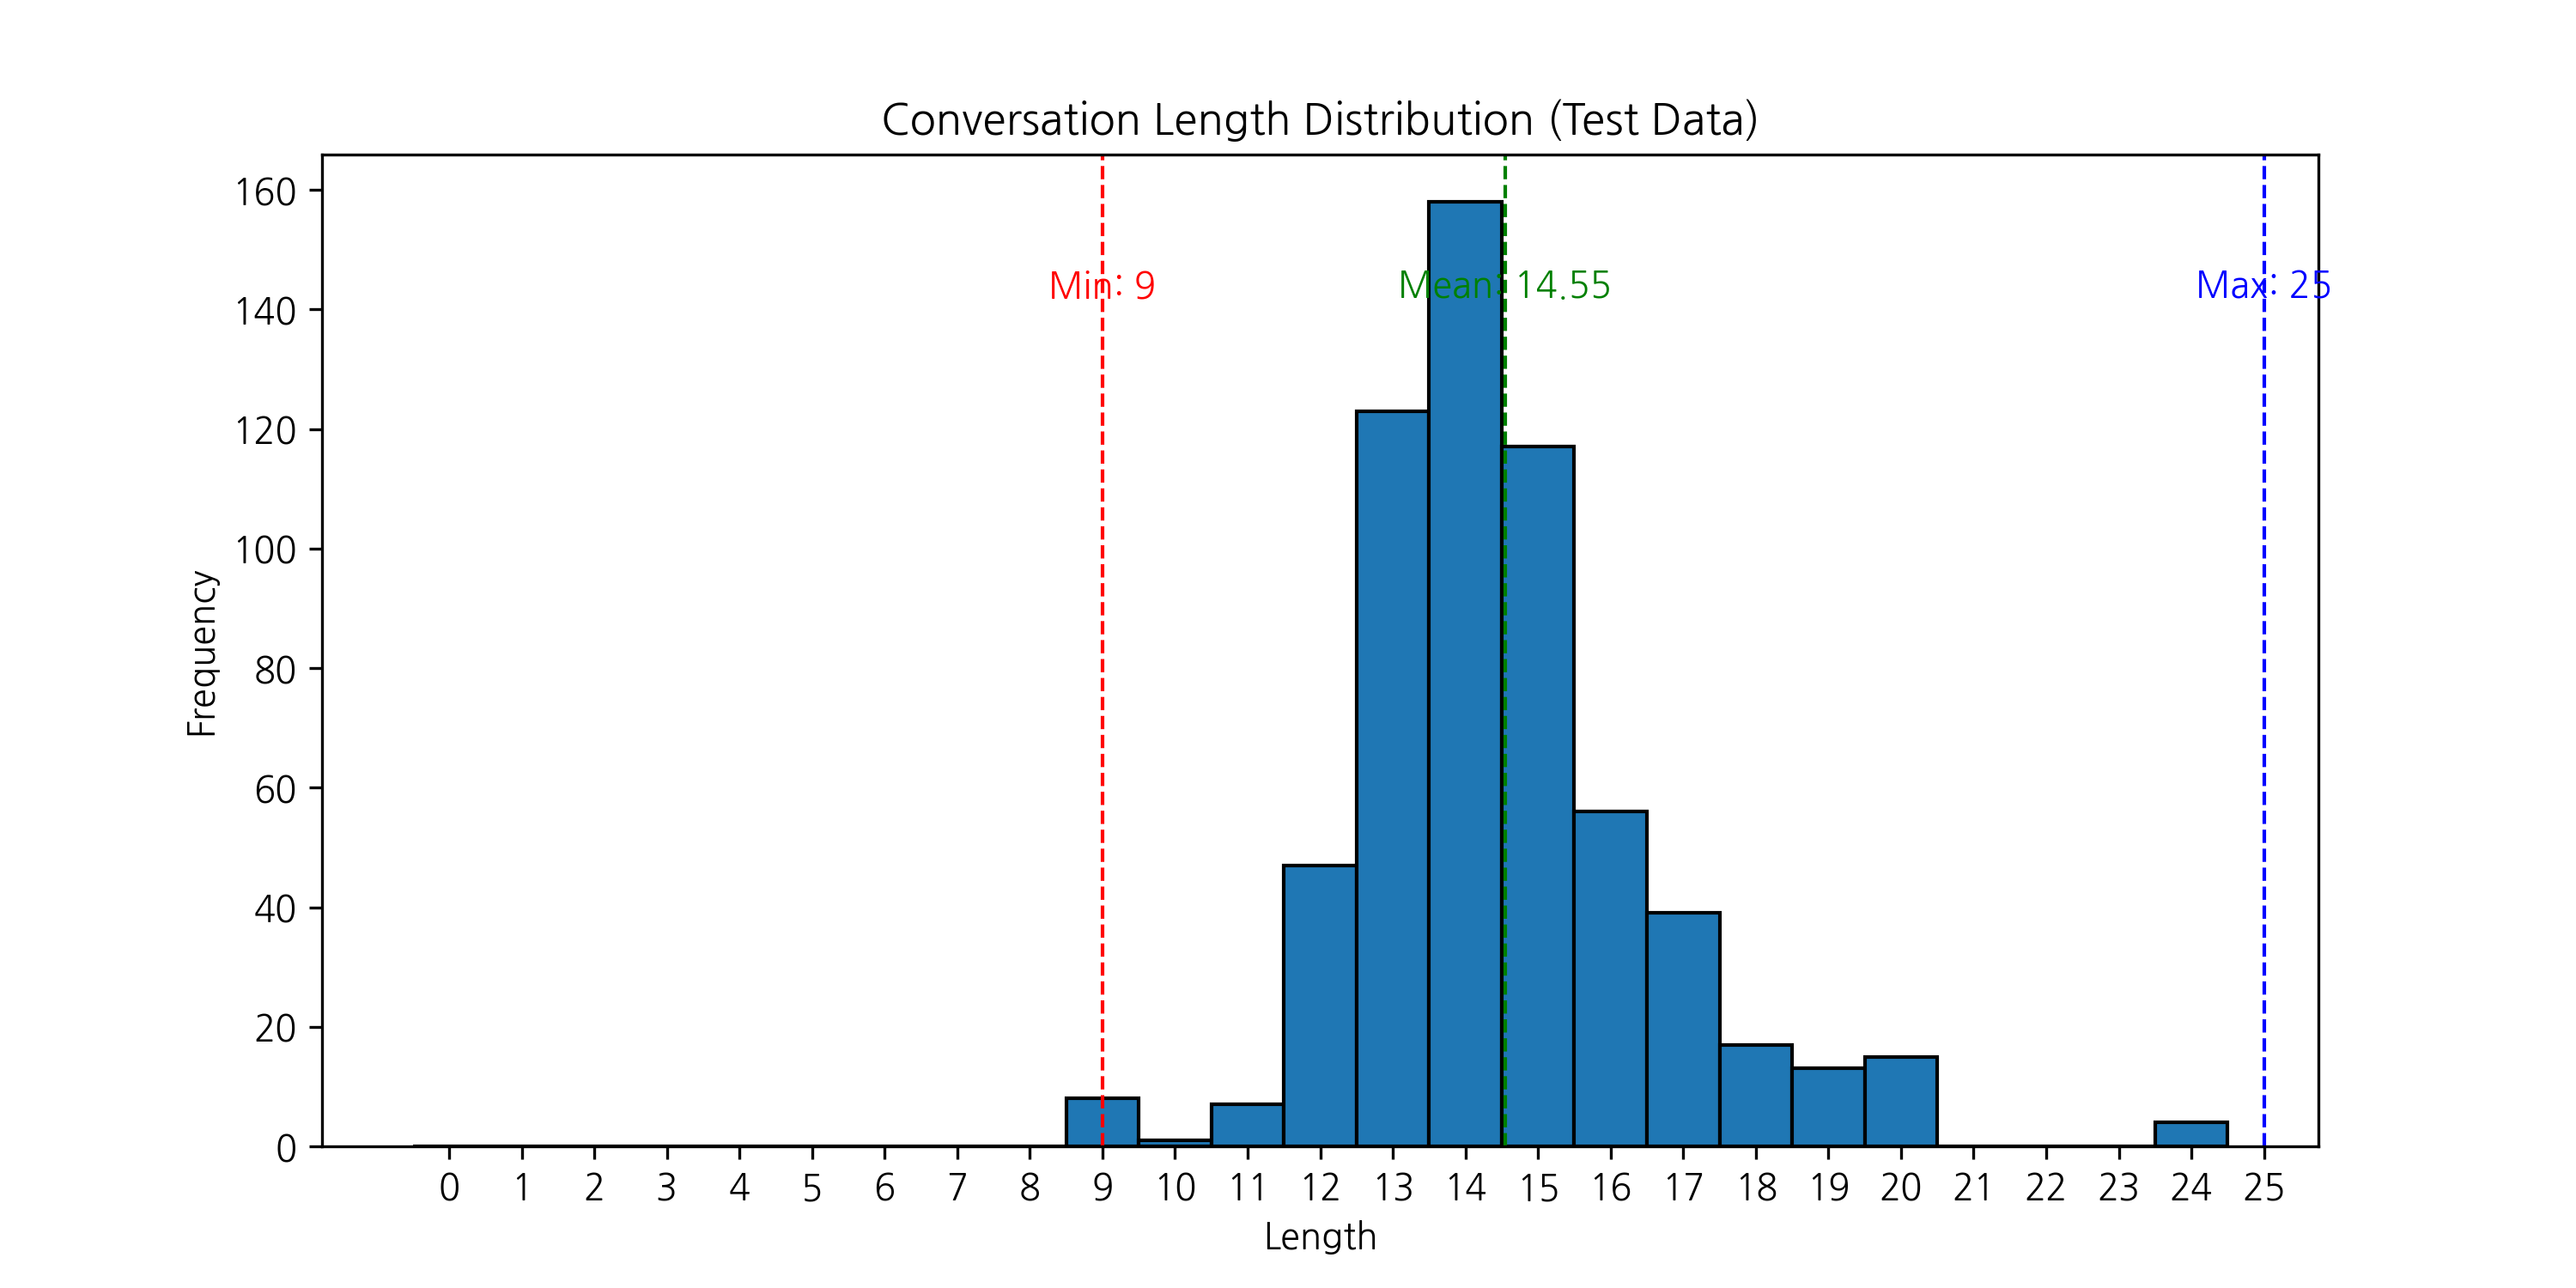 Conversation Length Distribution (Test Data)
160
140
120
100
80
60
40
20
0
Frequency
Min: 9
Mean: 14.55
Max: 25
0 1 2 3 4 5 6 7 8 9 10 11 12 13 14 15 16 17 18 19 20 21 22 23 24 25
Length